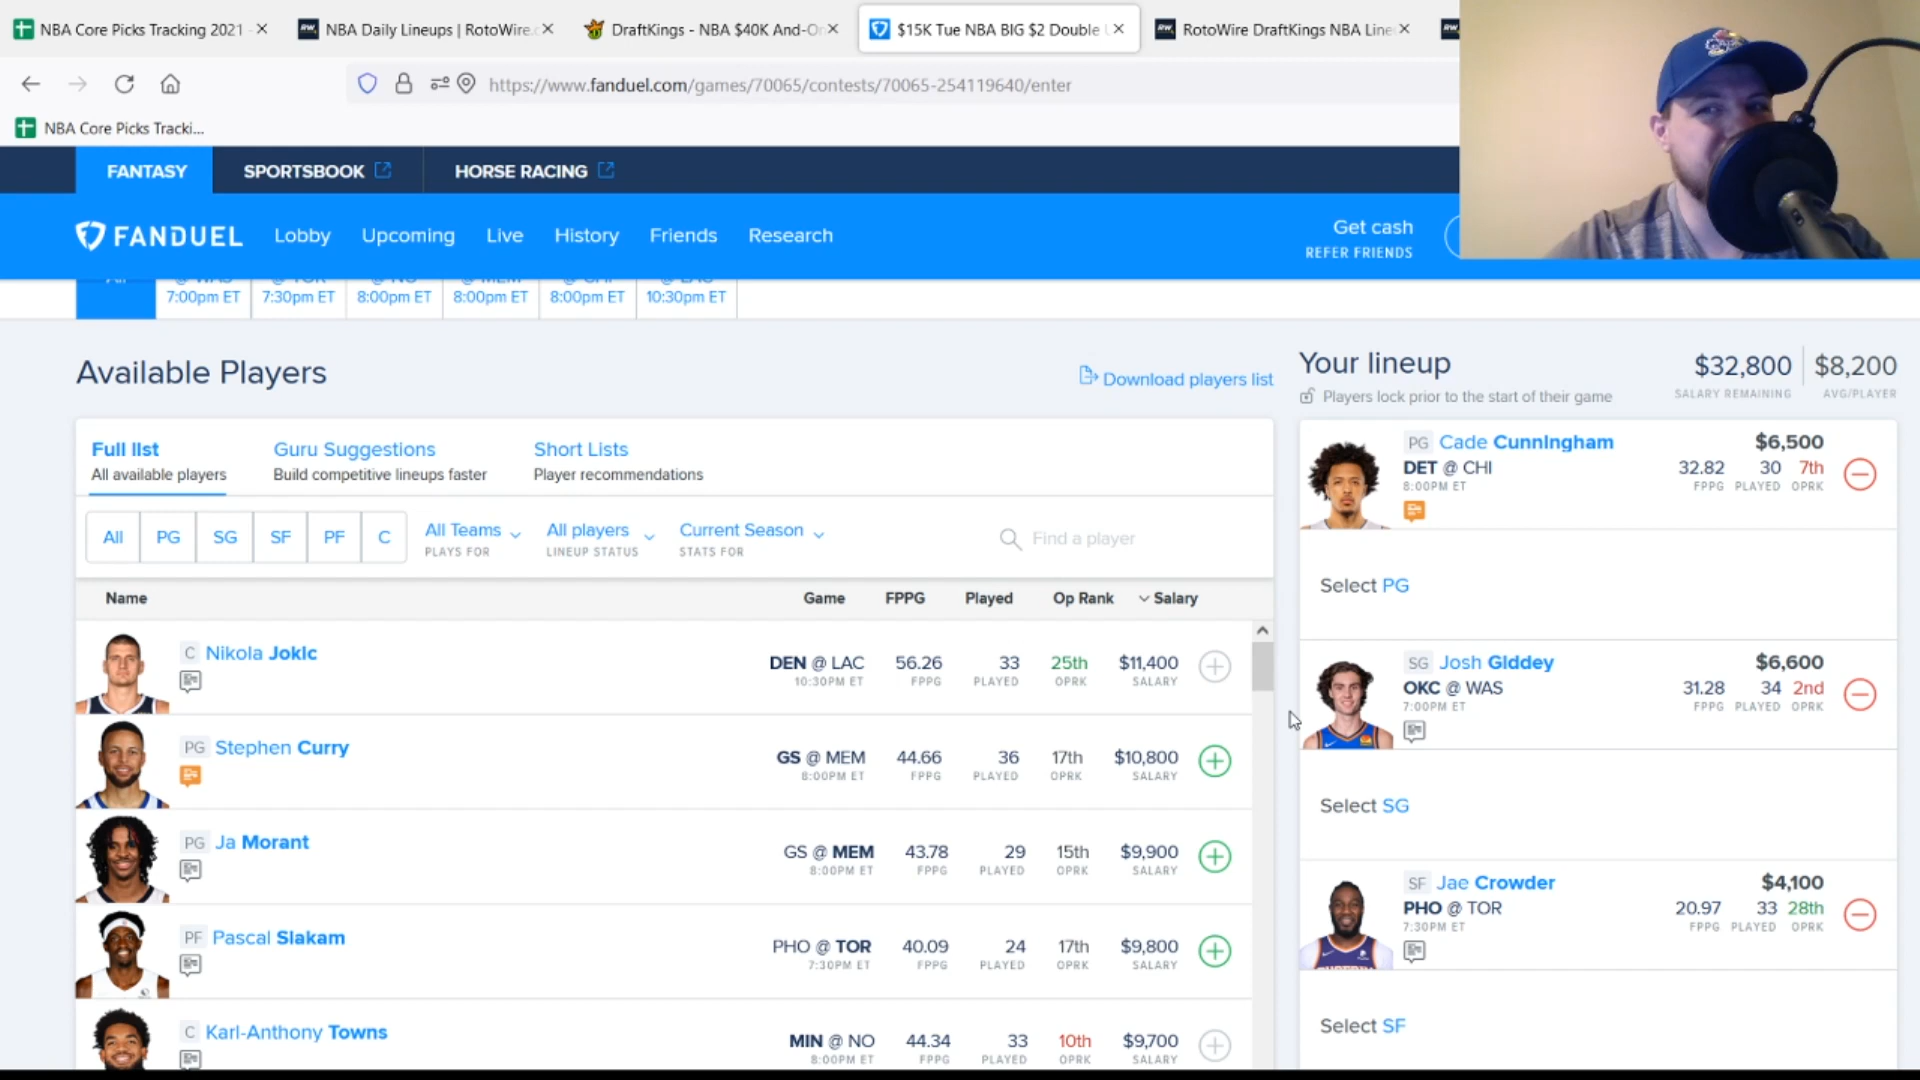 NBA Core Picks Tracking 2021 -
NBA Daily Lineups | RotoWire.c
DraftKings - NBA $40K And-O
$15K Tue NBA BIG $2 Double
RotoWire DraftKings NBA Line
https://www.fanduel.com/games/70065/contests/70065-254119640/enter
NBA Core Picks Tracki...
FANTASY SPORTSBOOK HORSE RACING
FANDUEL Lobby Upcoming Live History Friends Research
Get cash
REFER FRIENDS
All @ WAS @ TOR @ NO @ MEM @ CHI @ LAC
7:00pm ET 7:30pm ET 8:00pm ET 8:00pm ET 8:00pm ET 10:30pm ET
Available Players
Download players list
Full list Guru Suggestions Short Lists
All available players Build competitive lineups faster Player recommendations
All PG SG SF PF C
All Teams All players Current Season
PLAYS FOR LINEUP STATUS STATS FOR
Find a player
Name Game FPPG Played Op Rank Salary
C Nikola Jokic DEN @ LAC 56.26 33 25th $11,400
10:30PM ET FPPG PLAYED OPRK SALARY
PG Stephen Curry GS @ MEM 44.66 36 17th $10,800
8:00PM ET FPPG PLAYED OPRK SALARY
PG Ja Morant GS @ MEM 43.78 29 15th $9,900
8:00PM ET FPPG PLAYED OPRK SALARY
PF Pascal Siakam PHO @ TOR 40.09 24 17th $9,800
7:30PM ET FPPG PLAYED OPRK SALARY
C Karl-Anthony Towns MIN @ NO 44.34 33 10th $9,700
8:00PM ET FPPG PLAYED OPRK SALARY
Your lineup $32,800 $8,200
Players lock prior to the start of their game SALARY REMAINING AVG/PLAYER
PG Cade Cunningham $6,500
DET @ CHI 32.82 30 7th
8:00PM ET FPPG PLAYED OPRK
Select PG
SG Josh Giddey $6,600
OKC @ WAS 31.28 34 2nd
7:00PM ET FPPG PLAYED OPRK
Select SG
SF Jae Crowder $4,100
PHO @ TOR 20.97 33 28th
7:30PM ET FPPG PLAYED OPRK
Select SF